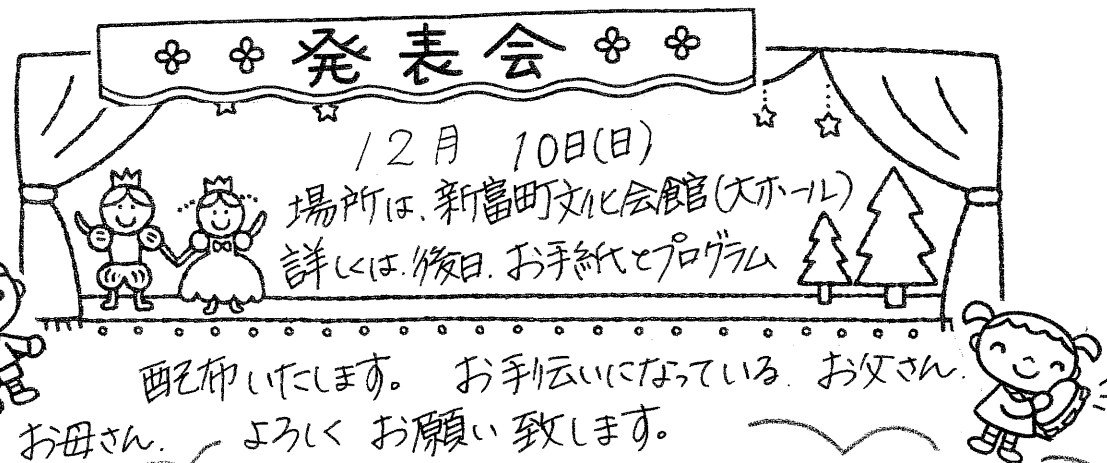 発表会
12月 10日(日)
場所は、新富町文化会館(大ホール)
詳しくは、後日、お手紙とプログラム
配布いたします。 お手伝いになっている、お父さん、
お母さん、 よろしく お願い 致します。